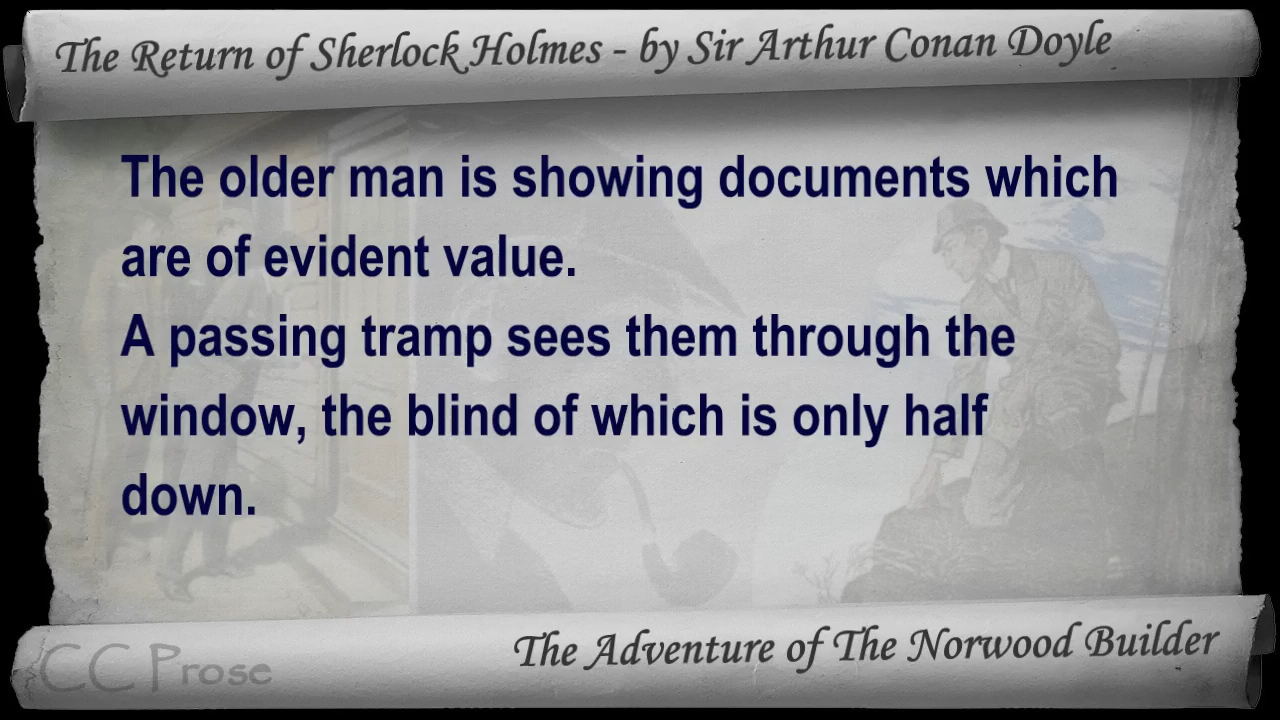 The Return of Sherlock Holmes - by Sir Arthur Conan Doyle
The older man is showing documents which
are of evident value.
A passing tramp sees them through the
window, the blind of which is only half
down.
The Adventure of The Norwood Builder
CC Prose